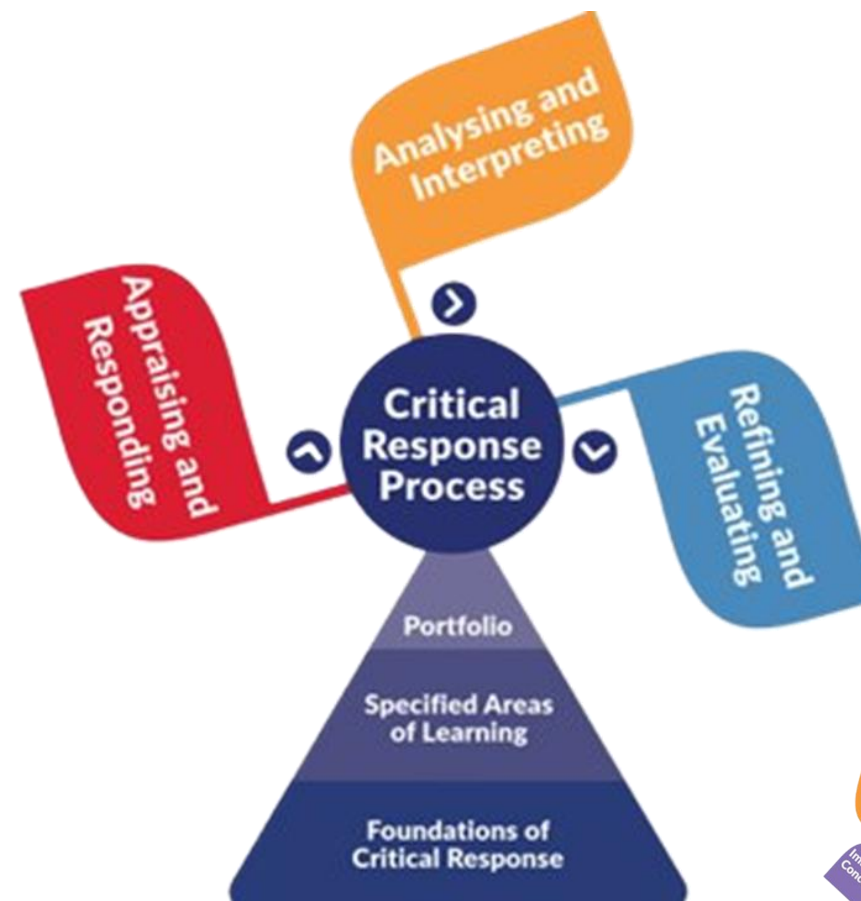 Analysing and
Interpreting
Appraising and
Responding
Critical
Response
Process
Refining and
Evaluating
Portfolio
Specified Areas
of Learning
Foundations of
Critical Response